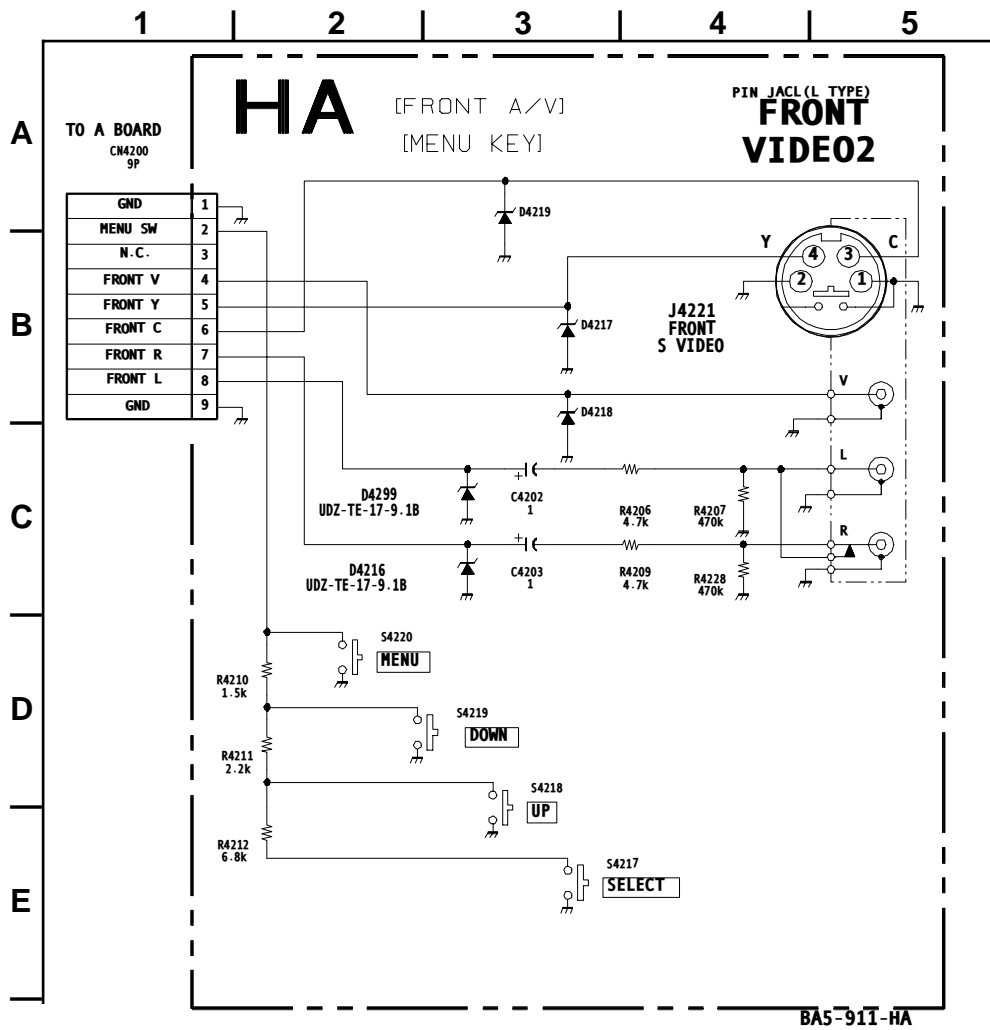 1 2 3 4 5
A
B
C
D
E
HA
[FRONT A/V]
[MENU KEY]
PIN JACL(L TYPE)
FRONT
VIDEO2
TO A BOARD
CN4200
9P
GND 1
MENU SW 2
N.C. 3
FRONT V 4
FRONT Y 5
FRONT C 6
FRONT R 7
FRONT L 8
GND 9
D4219
Y
C
4
3
2
1
D4217
J4221
FRONT
S VIDEO
D4218
V
L
R
D4299
UDZ-TE-17-9.1B
+
C4202
1
R4206
4.7k
R4207
470k
D4216
UDZ-TE-17-9.1B
+
C4203
1
R4209
4.7k
R4228
470k
S4220
MENU
R4210
1.5k
S4219
DOWN
R4211
2.2k
S4218
UP
R4212
6.8k
S4217
SELECT
BA5-911-HA